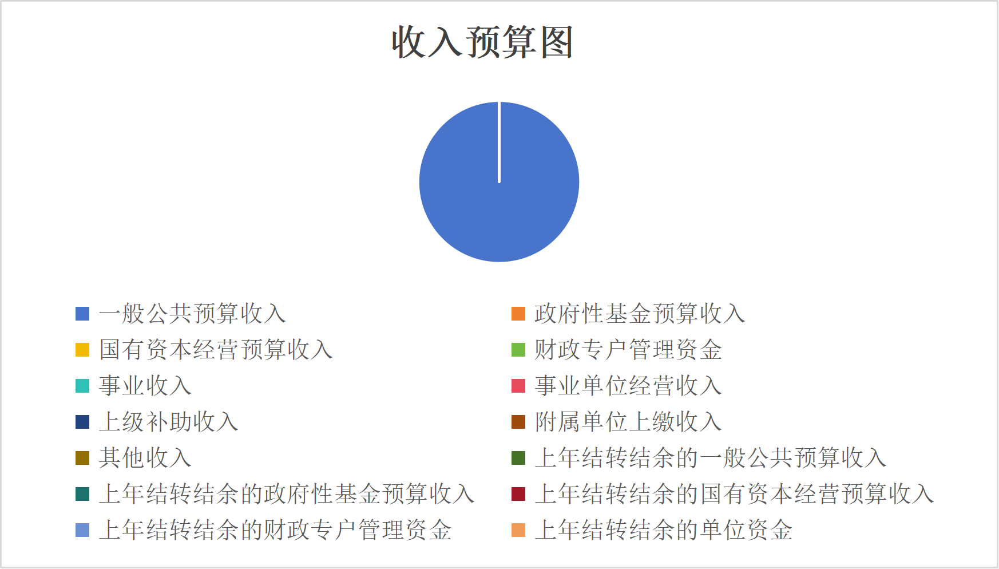 收入预算图
一般公共预算收入
政府性基金预算收入
国有资本经营预算收入
财政专户管理资金
事业收入
事业单位经营收入
上级补助收入
附属单位上缴收入
其他收入
上年结转结余的一般公共预算收入
上年结转结余的政府性基金预算收入
上年结转结余的国有资本经营预算收入
上年结转结余的财政专户管理资金
上年结转结余的单位资金